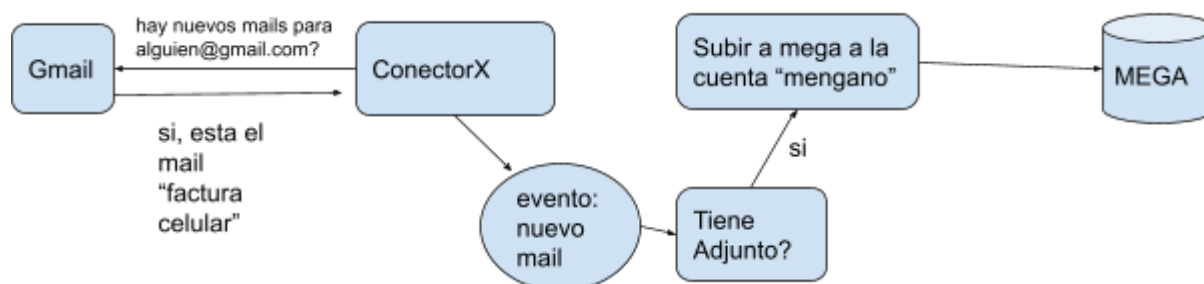 hay nuevos mails para
alguien@gmail.com?
Gmail
ConectorX
si, esta el
mail
“factura
celular”
evento:
nuevo
mail
Tiene
Adjunto?
si
Subir a mega a la
cuenta “mengano”
MEGA